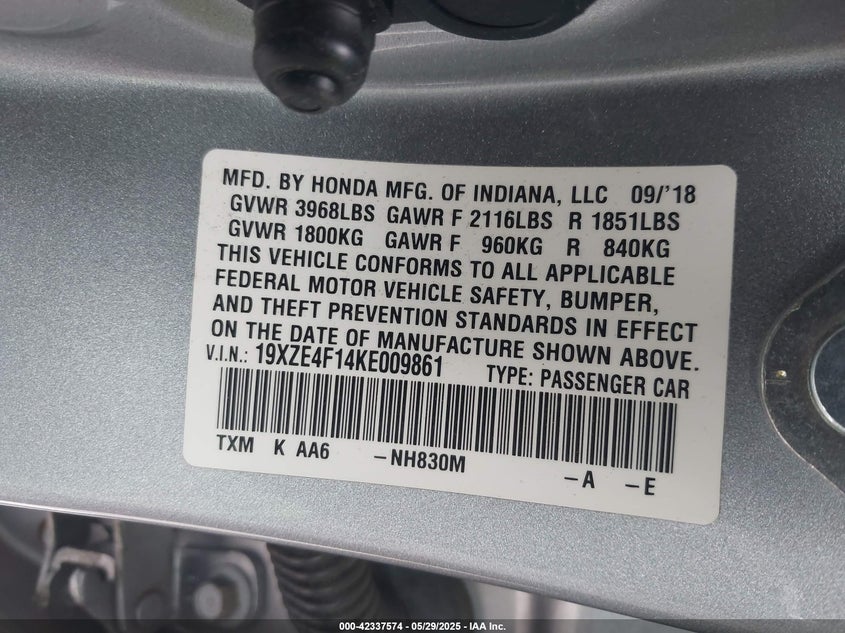 MFD. BY HONDA MFG. OF INDIANA, LLC 09/'18
GVWR 3968LBS GAWR F 2116LBS R 1851LBS
GVWR 1800KG GAWR F 960KG R 840KG
THIS VEHICLE CONFORMS TO ALL APPLICABLE
FEDERAL MOTOR VEHICLE SAFETY, BUMPER,
AND THEFT PREVENTION STANDARDS IN EFFECT
ON THE DATE OF MANUFACTURE SHOWN ABOVE.
V.I.N.: 19XZE4F14KE009861 TYPE: PASSENGER CAR
TXM K AA6 -NH830M -A -E
000-42337574 — 05/29/2025 - IAA Inc.